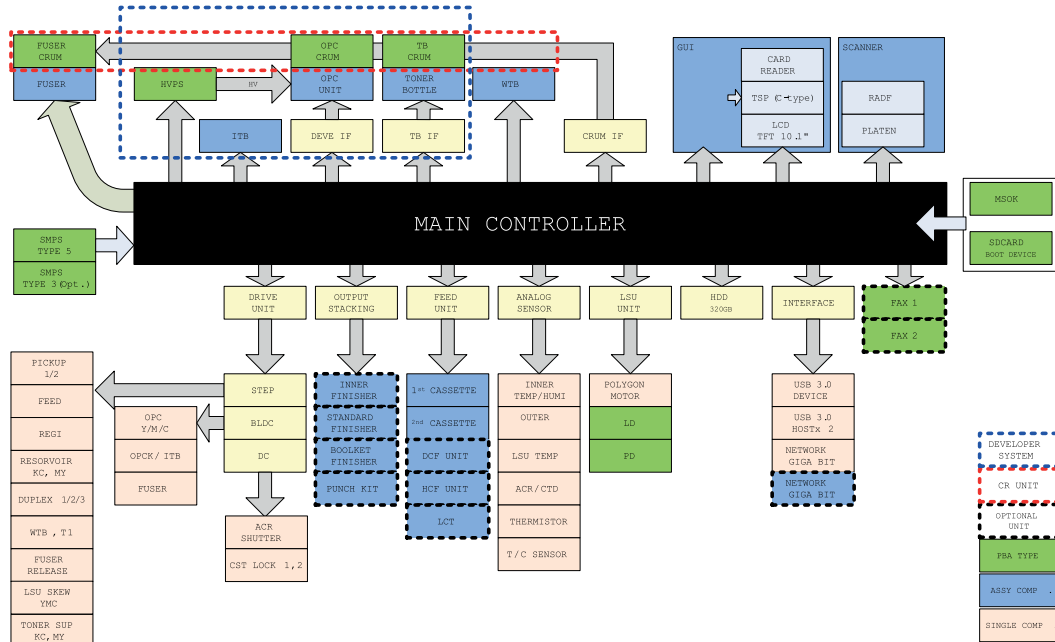 FUSER
CRUM
FUSER
HVPS
HV
OPC
CRUM
OPC
UNIT
TB
CRUM
TONER
BOTTLE
WTB
ITB
DEVE IF
TB IF
CRUM IF
GUI
CARD
READER
TSP (C-type)
LCD
TFT 10.1"
SCANNER
RADF
PLATEN
MAIN CONTROLLER
SMPS
TYPE 5
SMPS
TYPE 3 (Opt.)
MSOK
SDCARD
BOOT DEVICE
DRIVE
UNIT
OUTPUT
STACKING
FEED
UNIT
ANALOG
SENSOR
LSU
UNIT
HDD
320GB
INTERFACE
FAX 1
FAX 2
PICKUP
1/2
FEED
REGI
RESORVOIR
KC, MY
DUPLEX 1/2/3
WTB , T1
FUSER
RELEASE
LSU SKEW
YMC
TONER SUP
KC, MY
OPC
Y/M/C
OPCK/ ITB
FUSER
STEP
BLDC
DC
ACR
SHUTTER
CST LOCK 1,2
INNER
FINISHER
STANDARD
FINISHER
BOOLKET
FINISHER
PUNCH KIT
1st CASSETTE
2nd CASSETTE
DCF UNIT
HCF UNIT
LCT
INNER
TEMP/HUMI
OUTER
LSU TEMP
ACR/CTD
THERMISTOR
T/C SENSOR
POLYGON
MOTOR
LD
PD
USB 3.0
DEVICE
USB 3.0
HOSTx 2
NETWORK
GIGA BIT
NETWORK
GIGA BIT
DEVELOPER
SYSTEM
CR UNIT
OPTIONAL
UNIT
PBA TYPE
ASSY COMP .
SINGLE COMP